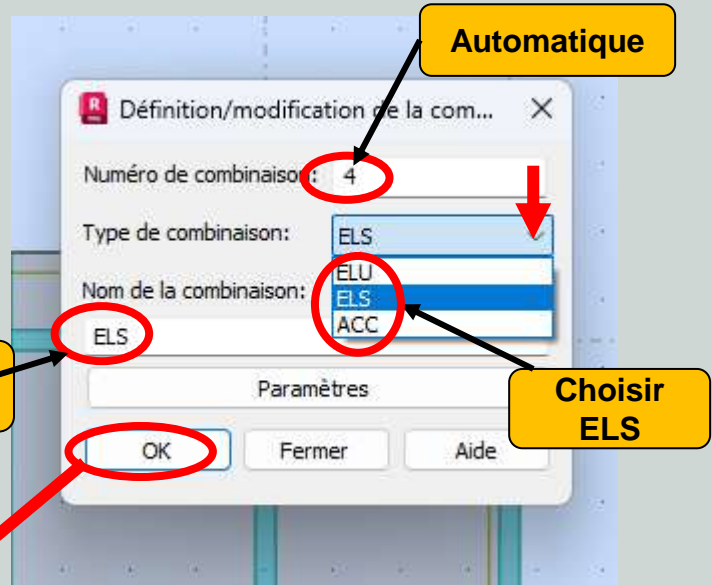 Automatique
Définition/modification de la com...
Numéro de combinaison: 4
Type de combinaison: ELS
ELU
ELS
ACC
Nom de la combinaison:
ELS
Paramètres
Choisir
ELS
OK Fermer Aide